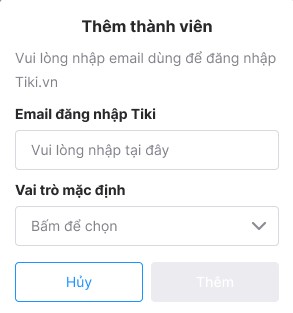 Thêm thành viên
Vui lòng nhập email dùng để đăng nhập
Tiki.vn
Email đăng nhập Tiki
Vui lòng nhập tại đây
Vai trò mặc định
Bấm để chọn
Hủy Thêm